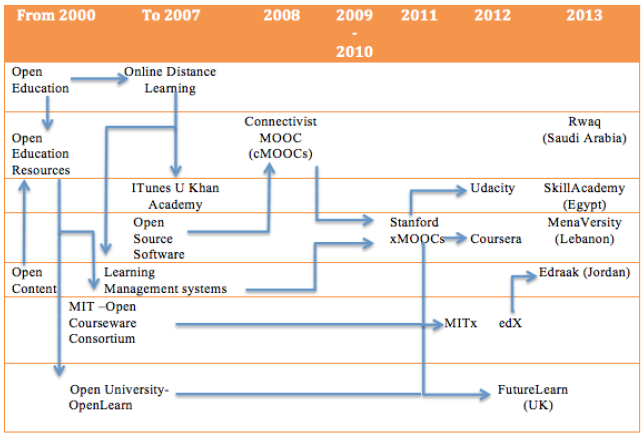 From 2000 To 2007 2008 2009 2011 2012 2013
-
2010
Open Online Distance
Education Learning
Connectivist Rwaq
Open MOOC (Saudi Arabia)
Education (cMOOCs)
Resources
ITunes U Khan Udacity SkillAcademy
Academy (Egypt)
Open Stanford MenaVersity
Source xMOOCs Coursera (Lebanon)
Software
Open Learning Edraak (Jordan)
Content Management systems
MIT –Open
Courseware MITx edX
Consortium
Open University- FutureLearn
OpenLearn (UK)